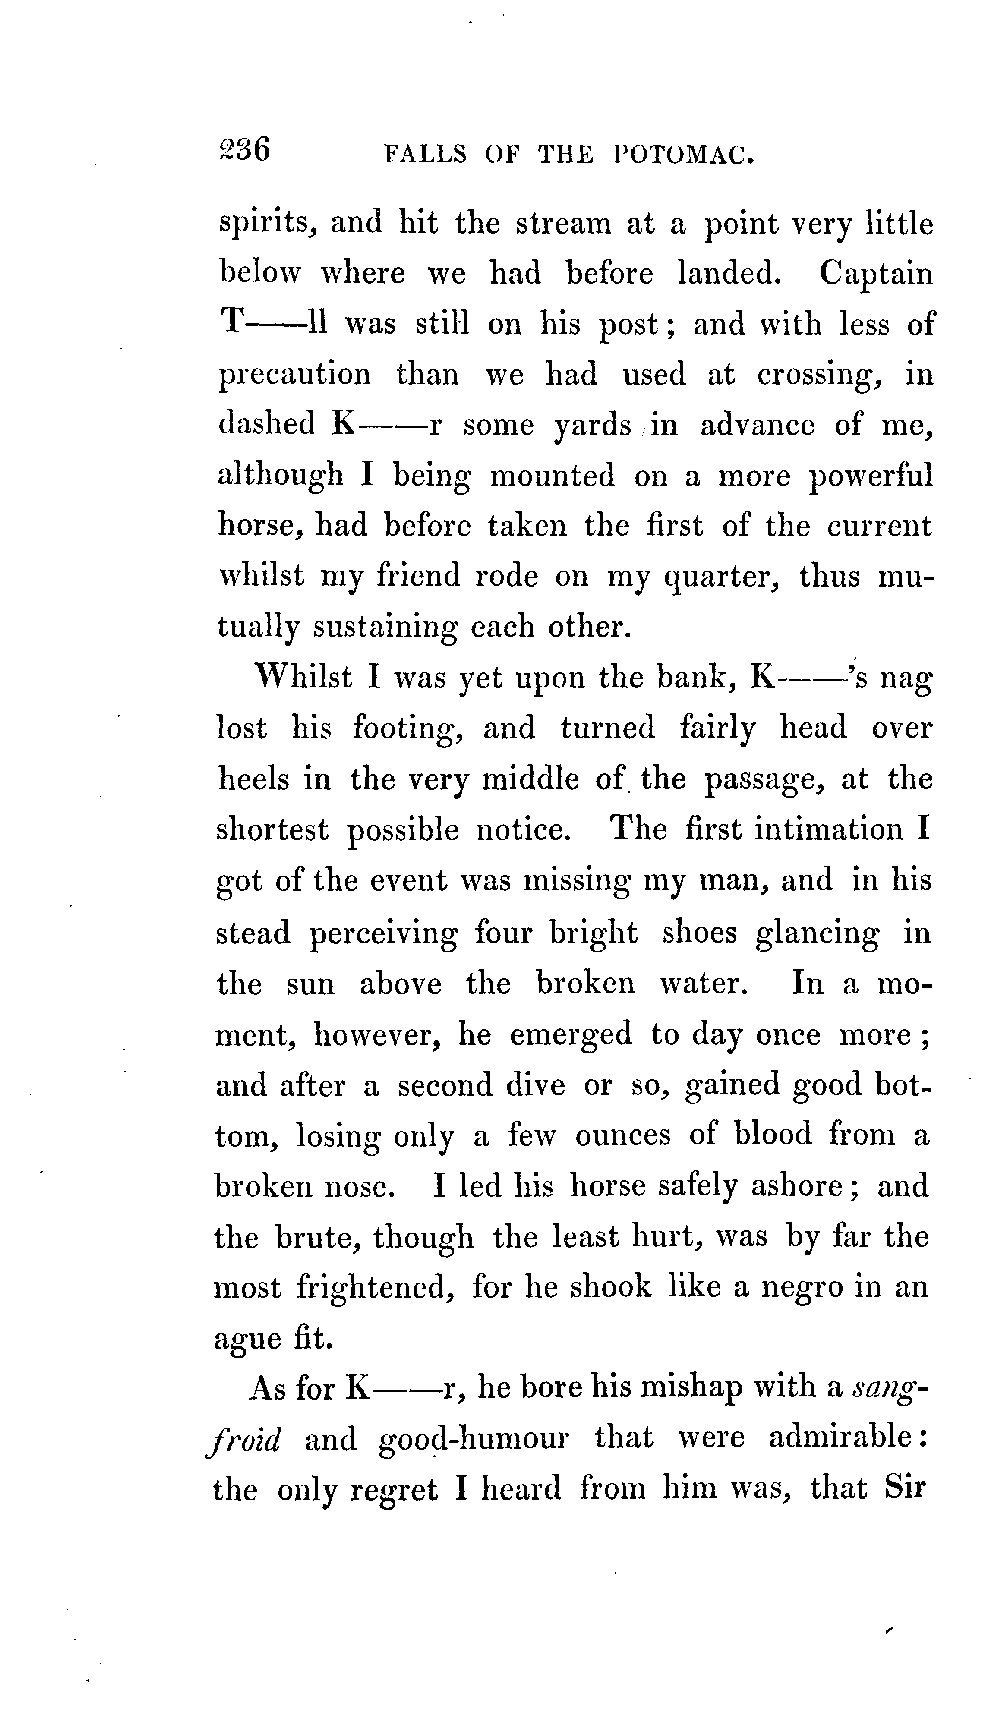 236 FALLS OF THE POTOMAC.
spirits, and hit the stream at a point very little
below where we had before landed. Captain
T——ll was still on his post; and with less of
precaution than we had used at crossing, in
dashed K——r some yards in advance of me,
although I being mounted on a more powerful
horse, had before taken the first of the current
whilst my friend rode on my quarter, thus mu-
tually sustaining each other.
Whilst I was yet upon the bank, K——'s nag
lost his footing, and turned fairly head over
heels in the very middle of the passage, at the
shortest possible notice. The first intimation I
got of the event was missing my man, and in his
stead perceiving four bright shoes glancing in
the sun above the broken water. In a mo-
ment, however, he emerged to day once more;
and after a second dive or so, gained good bot-
tom, losing only a few ounces of blood from a
broken nose. I led his horse safely ashore; and
the brute, though the least hurt, was by far the
most frightened, for he shook like a negro in an
ague fit.
As for K——r, he bore his mishap with a sang-
froid and good-humour that were admirable:
the only regret I heard from him was, that Sir